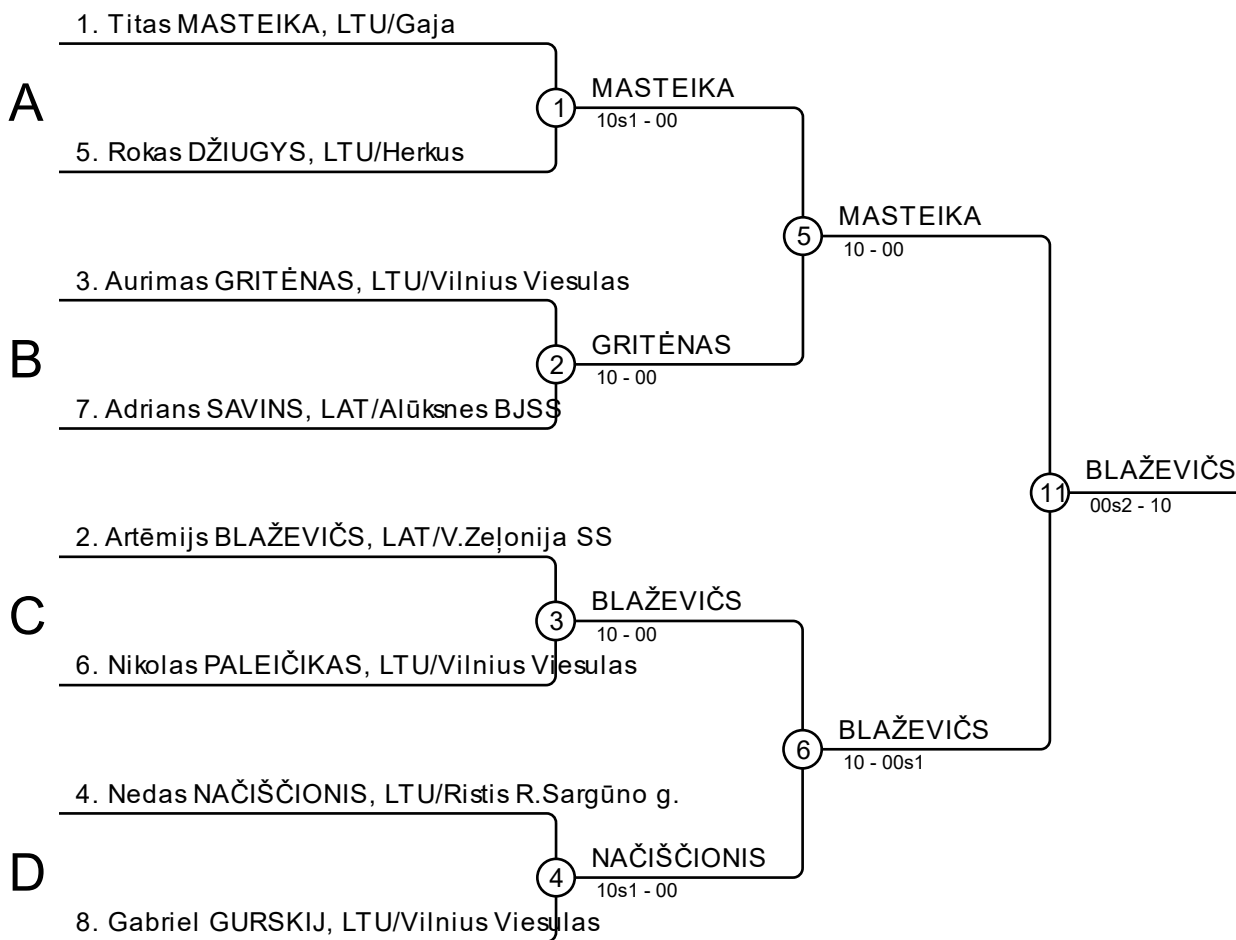 1. Titas MASTEIKA, LTU/Gaja
A
1
MASTEIKA
10s1 - 00
5. Rokas DŽIUGYS, LTU/Herkus
5
MASTEIKA
10 - 00
3. Aurimas GRITĖNAS, LTU/Vilnius Viesulas
B
2
GRITĖNAS
10 - 00
7. Adrians SAVINS, LAT/Alūksnes BJSS
11
BLAŽEVIČS
00s2 - 10
2. Artēmijs BLAŽEVIČS, LAT/V.Zeļonija SS
C
3
BLAŽEVIČS
10 - 00
6. Nikolas PALEIČIKAS, LTU/Vilnius Viesulas
6
BLAŽEVIČS
10 - 00s1
4. Nedas NAČIŠČIONIS, LTU/Ristis R.Sargūno g.
D
4
NAČIŠČIONIS
10s1 - 00
8. Gabriel GURSKIJ, LTU/Vilnius Viesulas